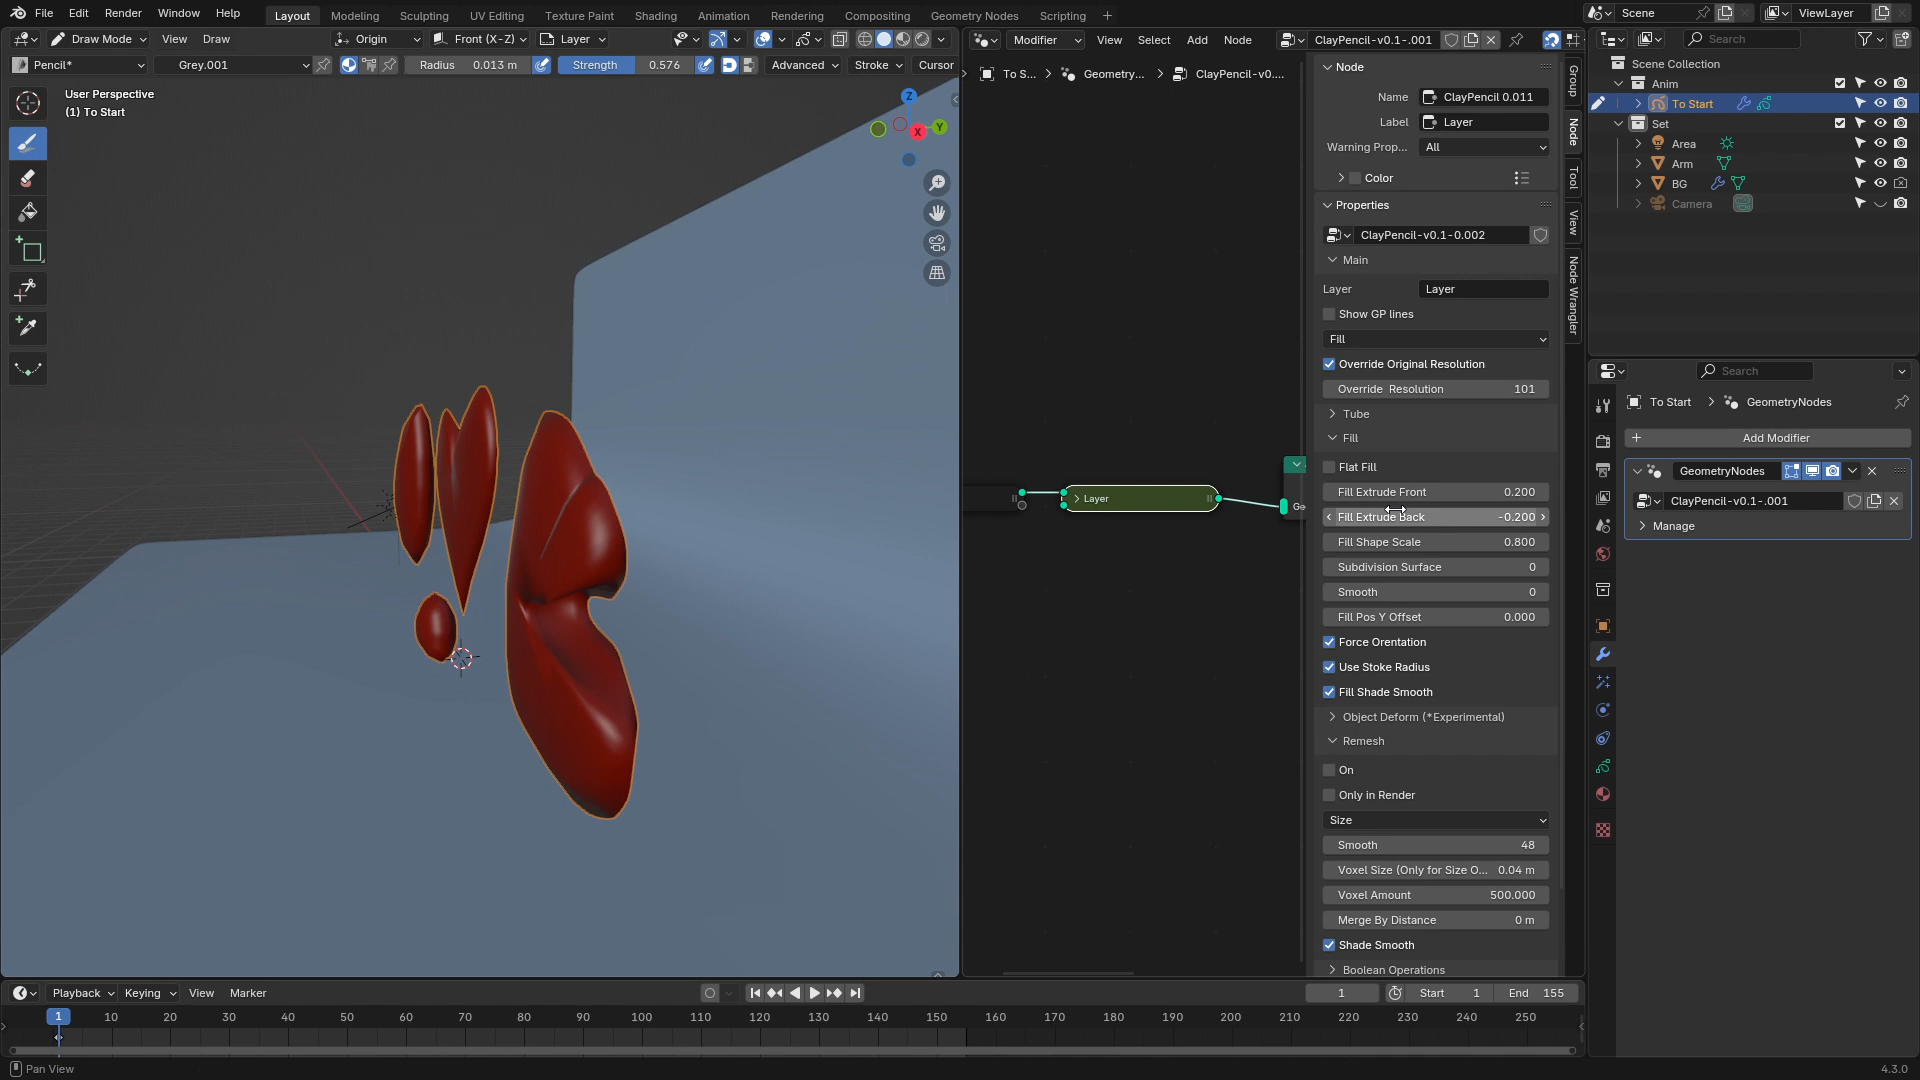 File Edit Render Window Help Layout Modeling Sculpting UV Editing Texture Paint Shading Animation Rendering Compositing Geometry Nodes Scripting + Scene ViewLayer
Draw Mode View Draw Origin Front (X-Z) Layer
Modifier View Select Add Node ClayPencil-v0.1-.001
Search
Pencil* Grey.001 Radius 0.013 m Strength 0.576 Advanced Stroke Cursor
User Perspective
(1) To Start
Z
Y
X
To S... Geometry... ClayPencil-v0....
Layer
Ge
Node
Name ClayPencil 0.011
Label Layer
Warning Prop... All
Color
Properties
ClayPencil-v0.1-0.002
Main
Layer Layer
Show GP lines
Fill
Override Original Resolution
Override Resolution 101
Tube
Fill
Flat Fill
Fill Extrude Front 0.200
Fill Extrude Back -0.200
Fill Shape Scale 0.800
Subdivision Surface 0
Smooth 0
Fill Pos Y Offset 0.000
Force Orientation
Use Stoke Radius
Fill Shade Smooth
Object Deform (*Experimental)
Remesh
On
Only in Render
Size
Smooth 48
Voxel Size (Only for Size O... 0.04 m
Voxel Amount 500.000
Merge By Distance 0 m
Shade Smooth
Boolean Operations
Group
Node
Tool
View
Node Wrangler
Scene Collection
Anim
To Start
Set
Area
Arm
BG
Camera
Search
To Start GeometryNodes
+ Add Modifier
GeometryNodes
ClayPencil-v0.1-.001
Manage
Playback Keying View Marker 1 Start 1 End 155
1 10 20 30 40 50 60 70 80 90 100 110 120 130 140 150 160 170 180 190 200 210 220 230 240 250
Pan View 4.3.0